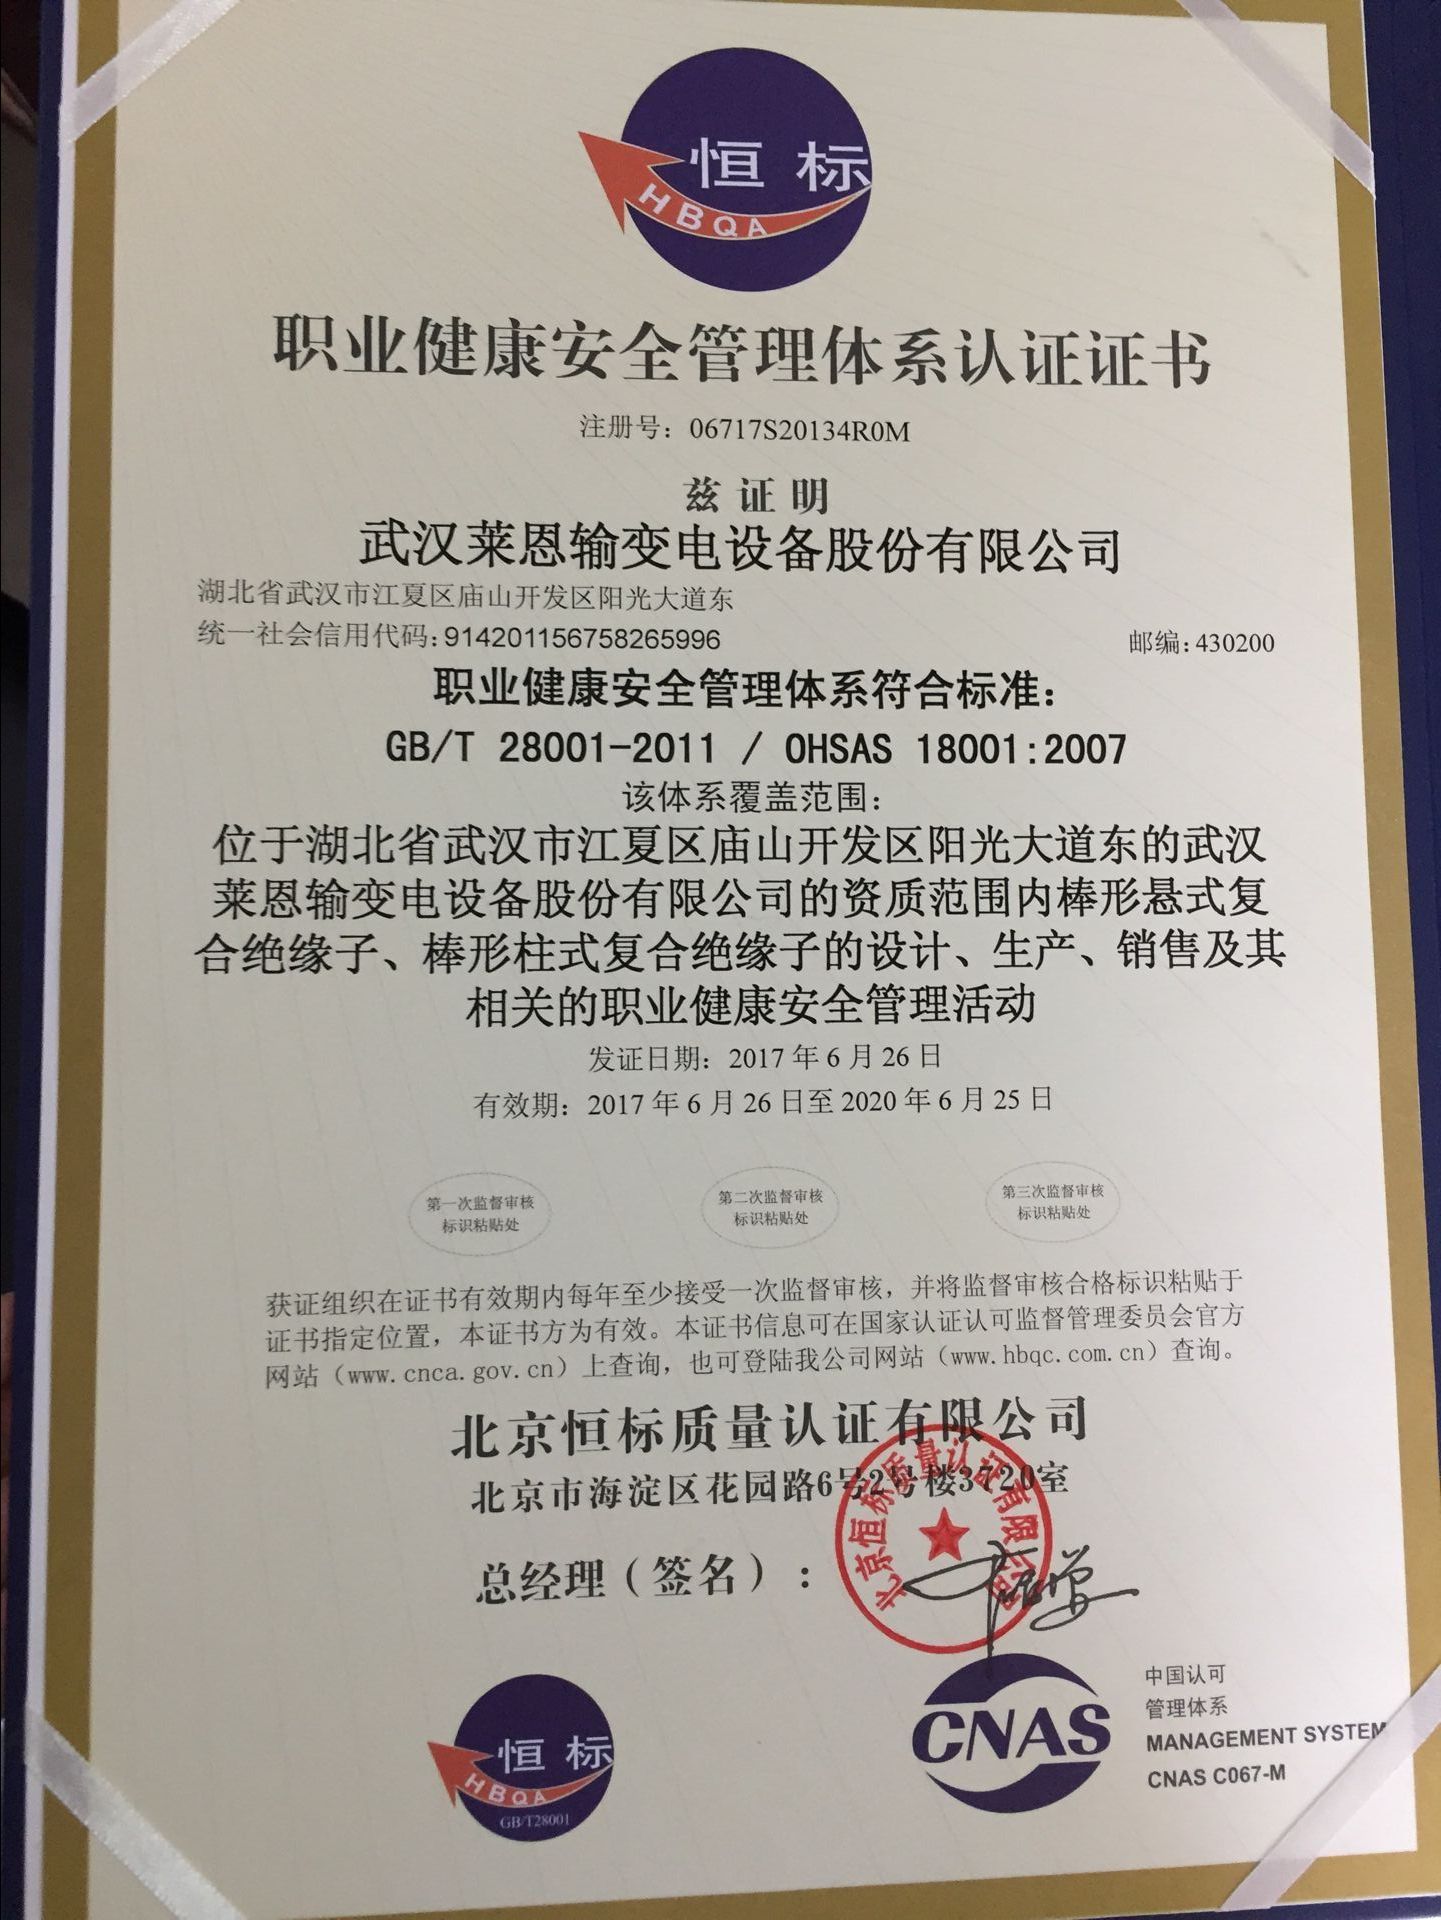 恒标
HBQA
职业健康安全管理体系认证证书
注册号：06717S20134R0M
兹证明
武汉莱恩输变电设备股份有限公司
湖北省武汉市江夏区庙山开发区阳光大道东
统一社会信用代码:914201156758265996 邮编:430200
职业健康安全管理体系符合标准：
GB/T 28001-2011 / OHSAS 18001:2007
该体系覆盖范围：
位于湖北省武汉市江夏区庙山开发区阳光大道东的武汉
莱恩输变电设备股份有限公司的资质范围内棒形悬式复
合绝缘子、棒形柱式复合绝缘子的设计、生产、销售及其
相关的职业健康安全管理活动
发证日期：2017年6月26日
有效期：2017年6月26日至2020年6月25日
第一次监督审核
标识粘贴处
第二次监督审核
标识粘贴处
第三次监督审核
标识粘贴处
获证组织在证书有效期内每年至少接受一次监督审核，并将监督审核合格标识粘贴于
证书指定位置，本证书方为有效。本证书信息可在国家认证认可监督管理委员会官方
网站（www.cnca.gov.cn）上查询，也可登陆我公司网站（www.hbqc.com.cn）查询。
北京恒标质量认证有限公司
北京市海淀区花园路6号2号楼3720室
北京恒标质量认证有限公司
总经理（签名）：
恒标
HBQA
GB/T28001
CNAS
中国认可
管理体系
MANAGEMENT SYSTEM
CNAS C067-M